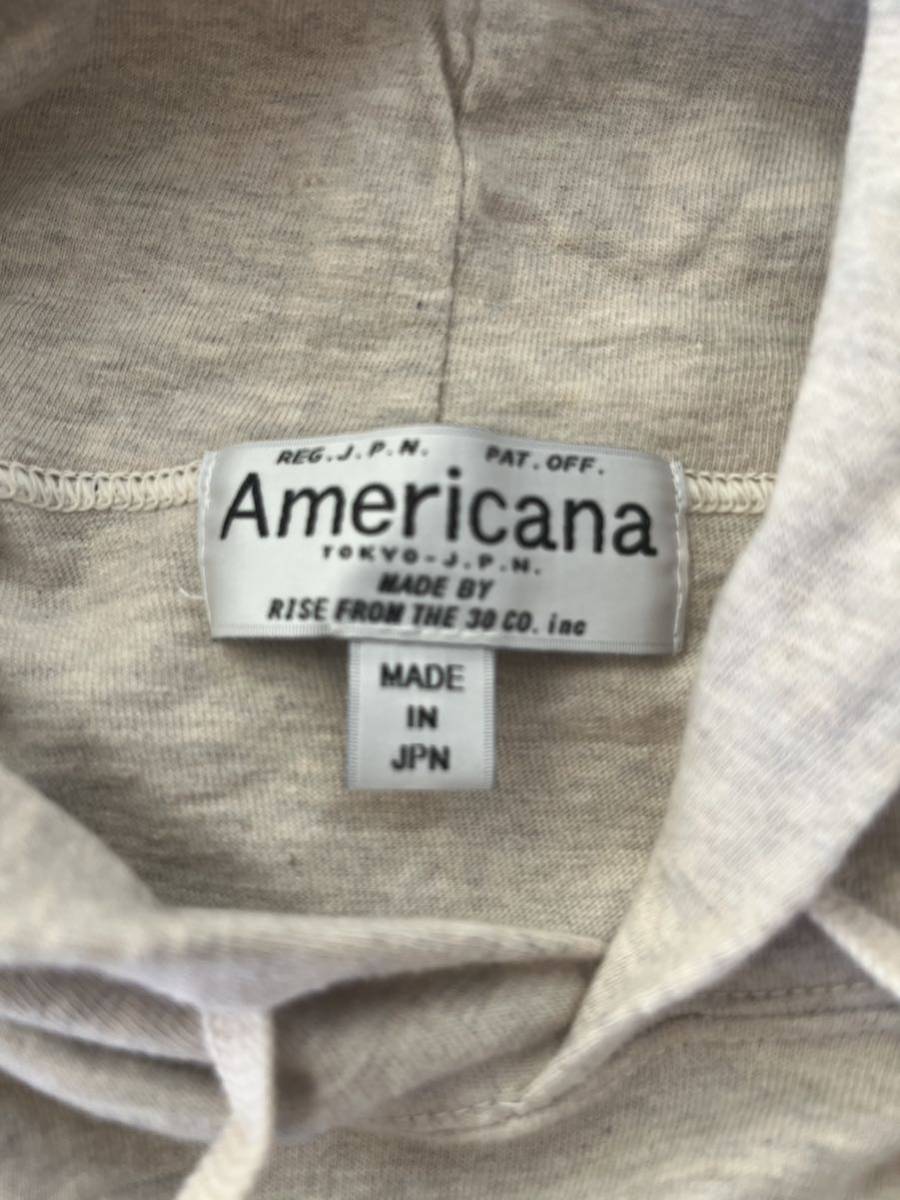 REG.J.P.N. PAT.OFF.
Americana
TOKYO-J.P.N.
MADE BY
RISE FROM THE 30 CO. inc
MADE
IN
JPN